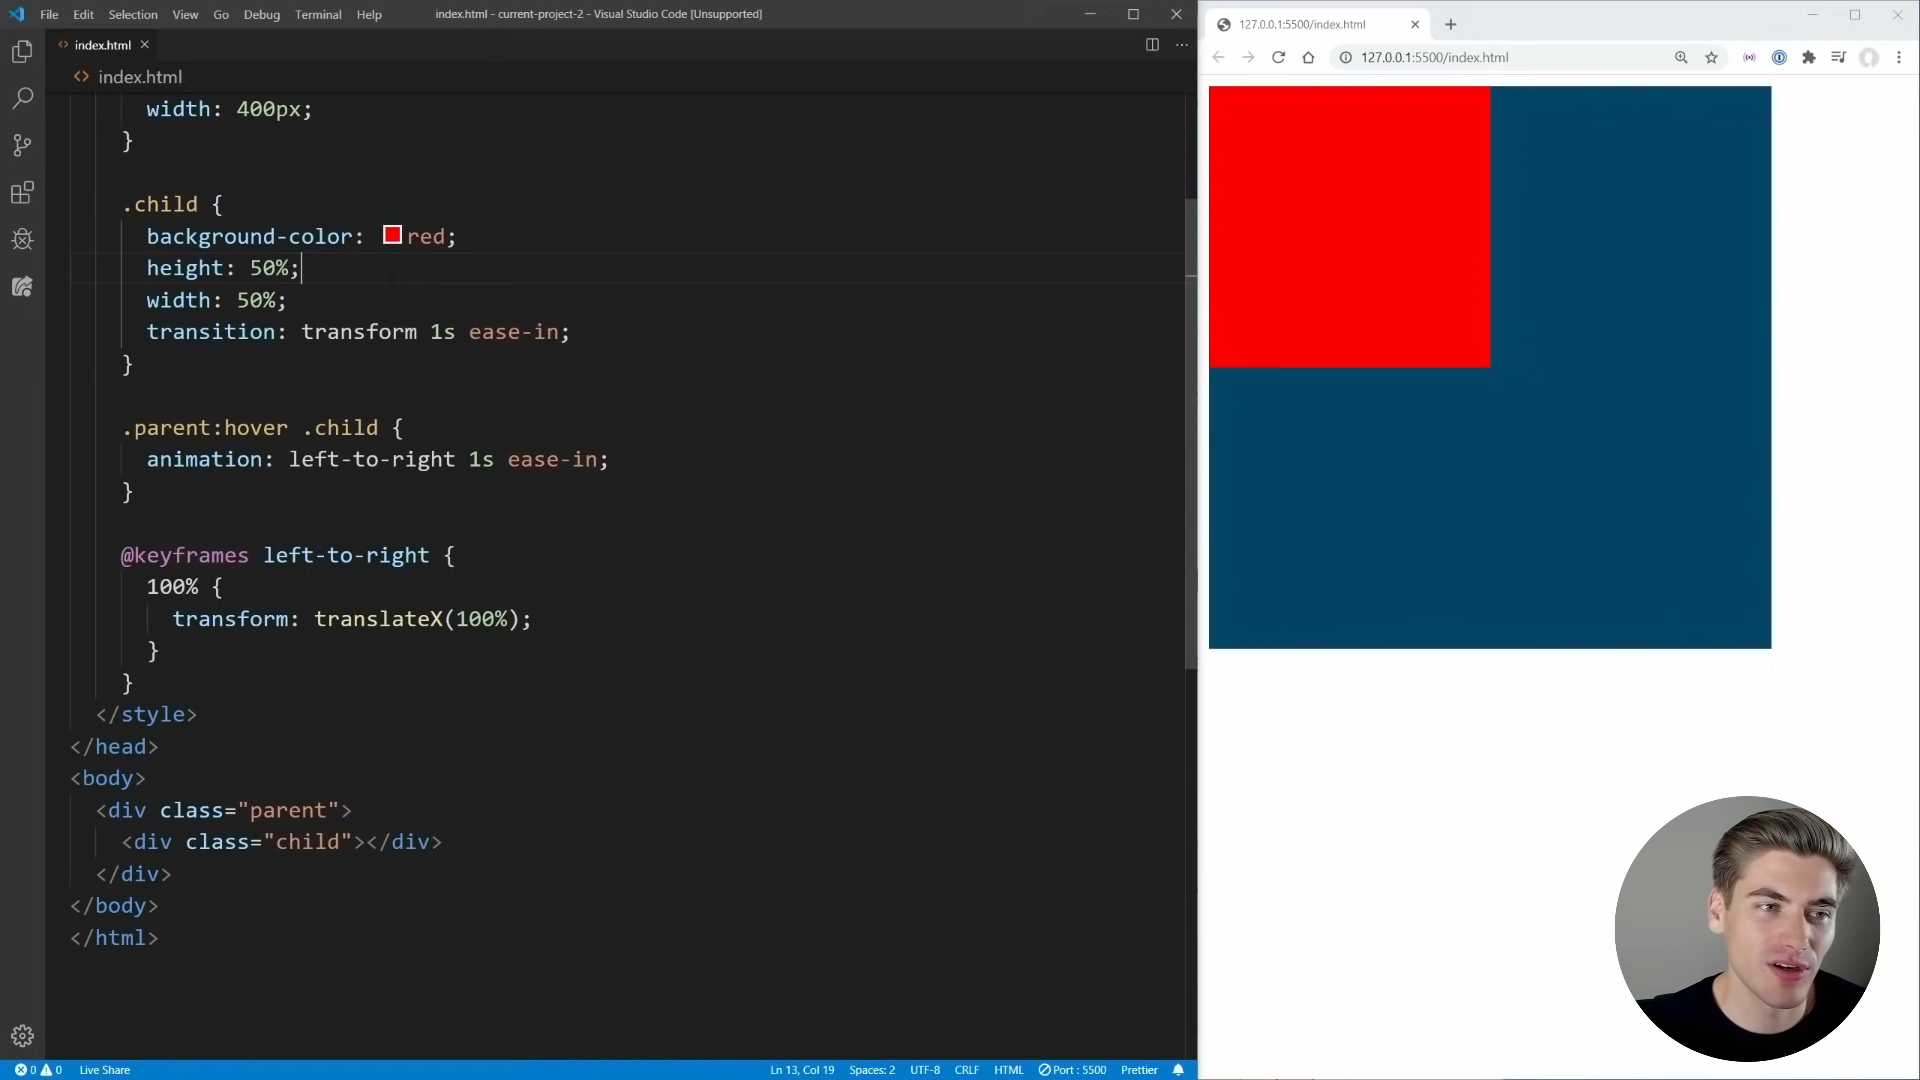 File Edit Selection View Go Debug Terminal Help
index.html - current-project-2 - Visual Studio Code [Unsupported]
index.html
index.html
width: 400px;
}
.child {
background-color: red;
height: 50%;
width: 50%;
transition: transform 1s ease-in;
}
.parent:hover .child {
animation: left-to-right 1s ease-in;
}
@keyframes left-to-right {
100% {
transform: translateX(100%);
}
}
</style>
</head>
<body>
<div class="parent">
<div class="child"></div>
</div>
</body>
</html>
0 0 Live Share
Ln 13, Col 19 Spaces: 2 UTF-8 CRLF HTML Port : 5500 Prettier
127.0.0.1:5500/index.html
127.0.0.1:5500/index.html